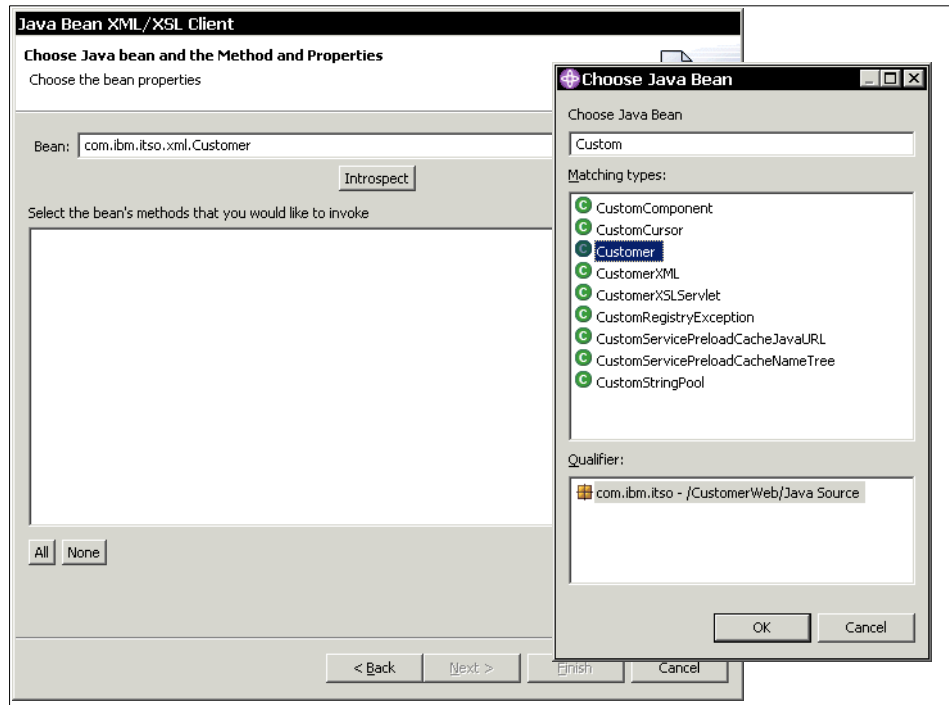 Java Bean XML/XSL Client
Choose Java bean and the Method and Properties
Choose the bean properties
Bean: com.ibm.itso.xml.Customer
Introspect
Select the bean's methods that you would like to invoke
All None
< Back Next > Finish Cancel
Choose Java Bean
Choose Java Bean
Custom
Matching types:
CustomComponent
CustomCursor
Customer
CustomerXML
CustomerXSLServlet
CustomRegistryException
CustomServicePreloadCacheJavaURL
CustomServicePreloadCacheNameTree
CustomStringPool
Qualifier:
com.ibm.itso - /CustomerWeb/Java Source
OK Cancel